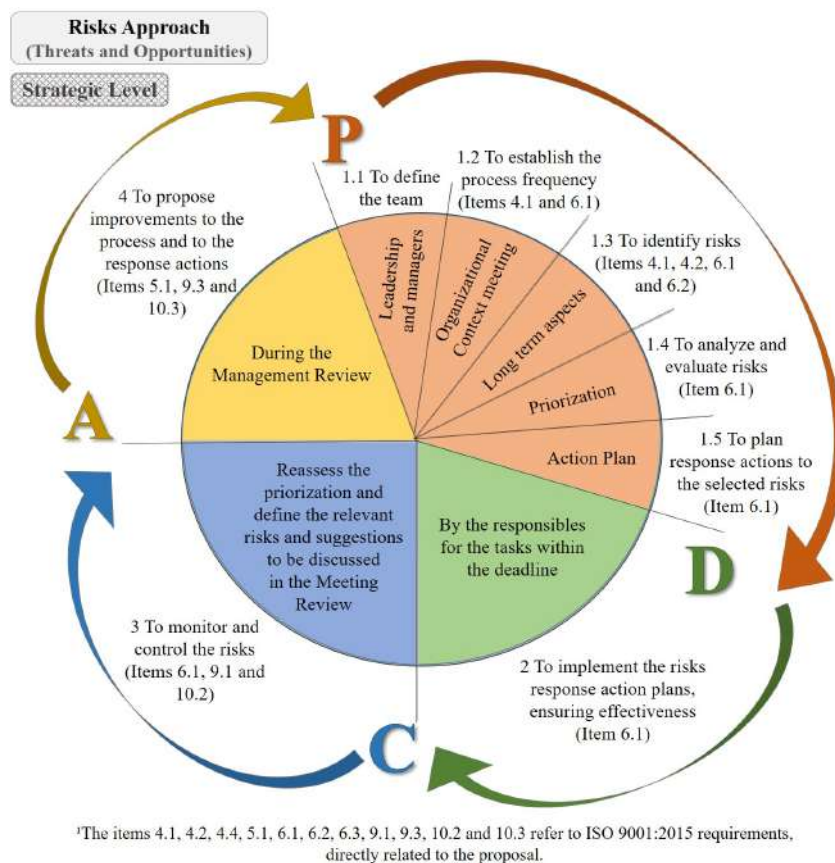 Risks Approach
(Threats and Opportunities)
Strategic Level
P
1.1 To define
the team
1.2 To establish the
process frequency
(Items 4.1 and 6.1)
1.3 To identify risks
(Items 4.1, 4.2, 6.1
and 6.2)
1.4 To analyze and
evaluate risks
(Item 6.1)
1.5 To plan
response actions to
the selected risks
(Item 6.1)
Leadership
and managers
Organizational
Context meeting
Long term aspects
Priorization
Action Plan
D
By the responsibles
for the tasks within
the deadline
2 To implement the risks
response action plans,
ensuring effectiveness
(Item 6.1)
C
Reassess the
priorization and
define the relevant
risks and suggestions
to be discussed
in the Meeting
Review
3 To monitor and
control the risks
(Items 6.1, 9.1 and
10.2)
A
During the
Management Review
4 To propose
improvements to the
process and to the
response actions
(Items 5.1, 9.3 and
10.3)
¹The items 4.1, 4.2, 4.4, 5.1, 6.1, 6.2, 6.3, 9.1, 9.3, 10.2 and 10.3 refer to ISO 9001:2015 requirements,
directly related to the proposal.